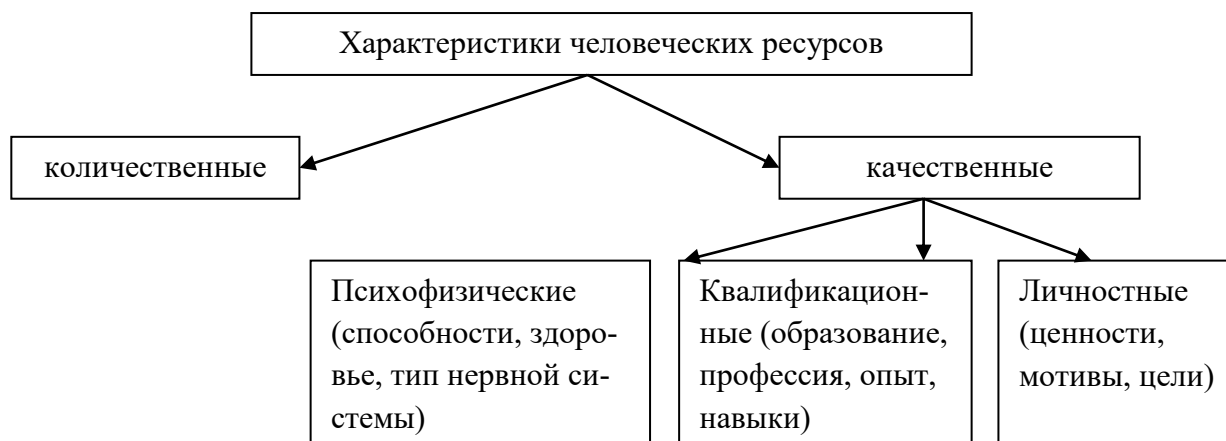 Характеристики человеческих ресурсов
количественные
качественные
Психофизические
(способности, здоро-
вье, тип нервной си-
стемы)
Квалификацион-
ные (образование,
профессия, опыт,
навыки)
Личностные
(ценности,
мотивы, цели)